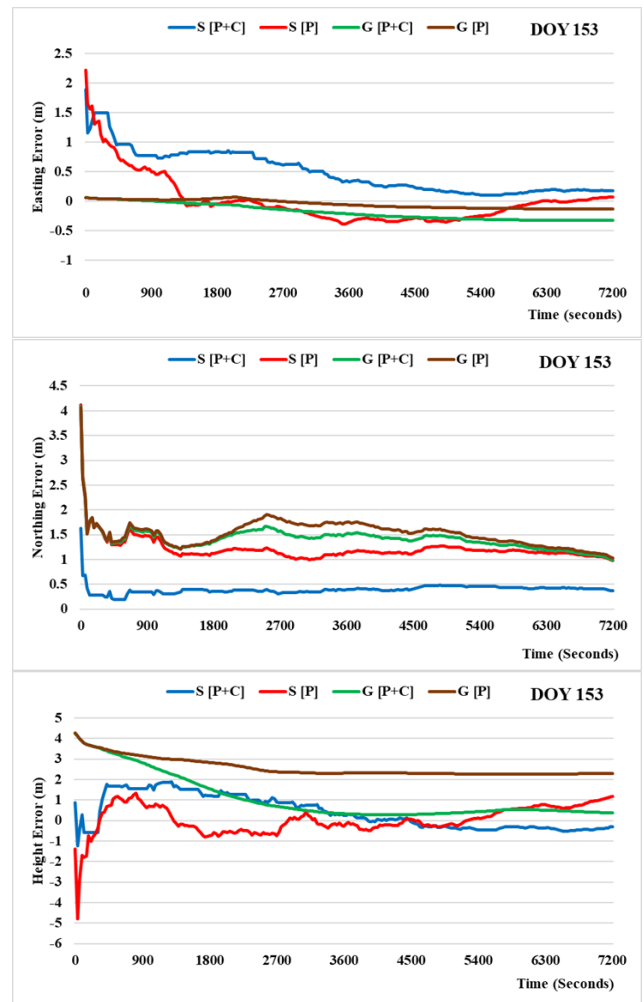 S [P+C] S [P] G [P+C] G [P] DOY 153
2.5
2
1.5
1
0.5
0
-0.5
-1
Easting Error (m)
0 900 1800 2700 3600 4500 5400 6300 7200
Time (seconds)
S [P+C] S [P] G [P+C] G [P] DOY 153
4.5
4
3.5
3
2.5
2
1.5
1
0.5
0
Northing Error (m)
0 900 1800 2700 3600 4500 5400 6300 7200
Time (Seconds)
S [P+C] S [P] G [P+C] G [P] DOY 153
5
4
3
2
1
0
-1
-2
-3
-4
-5
-6
Height Error (m)
0 900 1800 2700 3600 4500 5400 6300 7200
Time (Seconds)